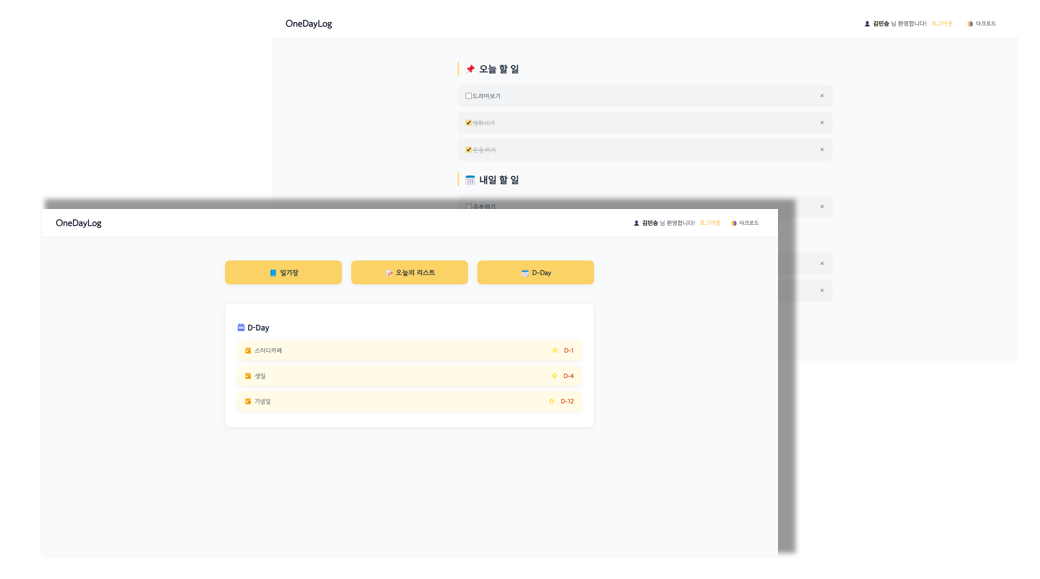 OneDayLog
김민승 님 환영합니다! 로그아웃 다크모드
오늘 할 일
드라마보기
영화보기
운동하기
내일 할 일
공부하기
OneDayLog
김민승 님 환영합니다! 로그아웃 다크모드
일기장
오늘의 리스트
D-Day
D-Day
스터디카페 D-1
생일 D-4
기념일 D-12